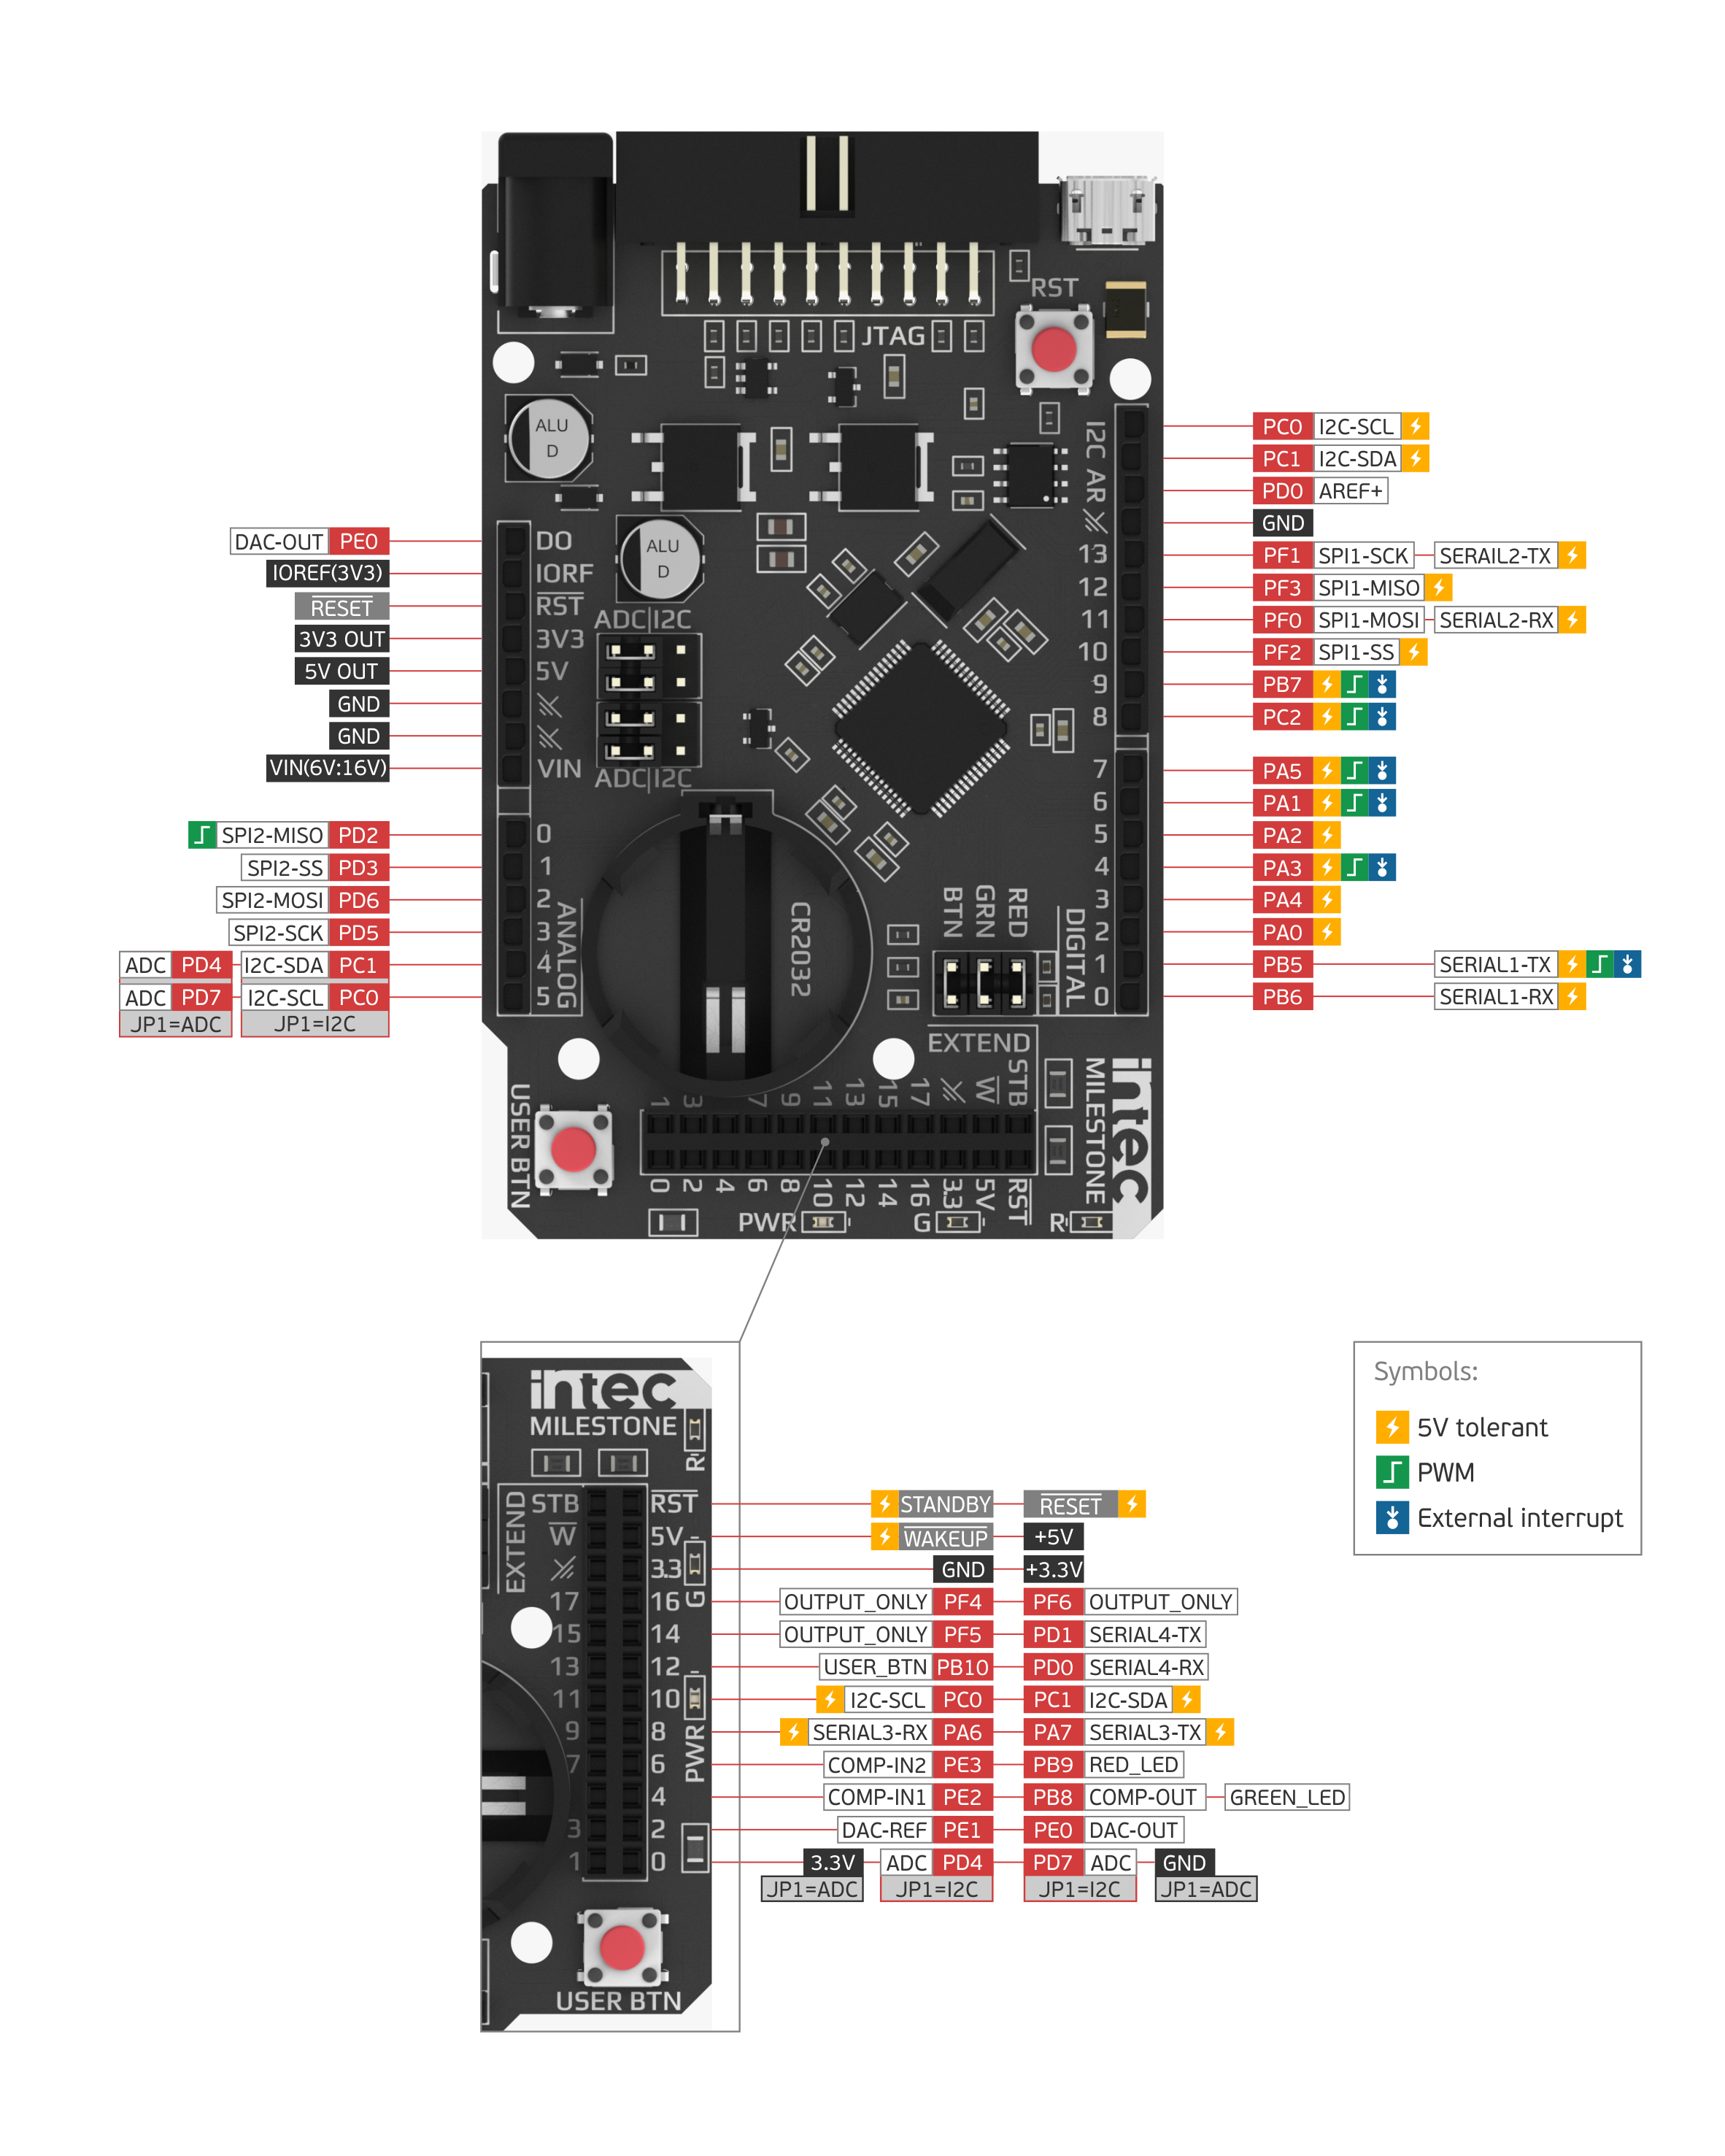 RST
JTAG
ALU
D
ALU
D
I2C AR
DO
IORF
RST
3V3
5V
VIN
ADC|I2C
ADC|I2C
13
12
11
10
9
8
7
6
5
4
3
2
1
0
0
1
2
3
4
5
ANALOG
CR2032
BTN
GRN
RED
DIGITAL
EXTEND
1
3
7
9
11
13
15
17
W
STB
0
2
4
6
8
10
12
14
16
3.3
5V
RST
USER BTN
PWR
G
R
MILESTONE
intec
DAC-OUT PE0
IOREF(3V3)
RESET
3V3 OUT
5V OUT
GND
GND
VIN(6V:16V)
SPI2-MISO PD2
SPI2-SS PD3
SPI2-MOSI PD6
SPI2-SCK PD5
ADC PD4 I2C-SDA PC1
ADC PD7 I2C-SCL PC0
JP1=ADC JP1=I2C
PC0 I2C-SCL
PC1 I2C-SDA
PD0 AREF+
GND
PF1 SPI1-SCK SERAIL2-TX
PF3 SPI1-MISO
PF0 SPI1-MOSI SERIAL2-RX
PF2 SPI1-SS
PB7
PC2
PA5
PA1
PA2
PA3
PA4
PA0
PB5 SERIAL1-TX
PB6 SERIAL1-RX
intec
MILESTONE
R
EXTEND
STB RST
W 5V
3.3
G
17 16
15 14
13 12
11 10
9 8
7 6
4
3 2
1 0
PWR
USER BTN
STANDBY RESET
WAKEUP +5V
GND +3.3V
OUTPUT_ONLY PF4 PF6 OUTPUT_ONLY
OUTPUT_ONLY PF5 PD1 SERIAL4-TX
USER_BTN PB10 PD0 SERIAL4-RX
I2C-SCL PC0 PC1 I2C-SDA
SERIAL3-RX PA6 PA7 SERIAL3-TX
COMP-IN2 PE3 PB9 RED_LED
COMP-IN1 PE2 PB8 COMP-OUT GREEN_LED
DAC-REF PE1 PE0 DAC-OUT
3.3V ADC PD4 PD7 ADC GND
JP1=ADC JP1=I2C JP1=I2C JP1=ADC
Symbols:
5V tolerant
PWM
External interrupt